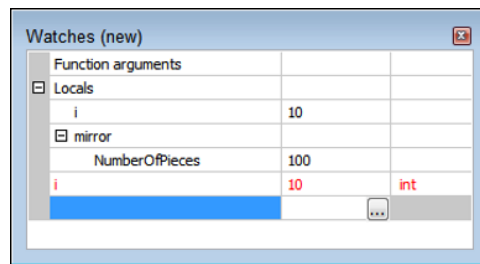 Watches (new)
Function arguments
Locals
i 10
mirror
NumberOfPieces 100
i 10 int
...